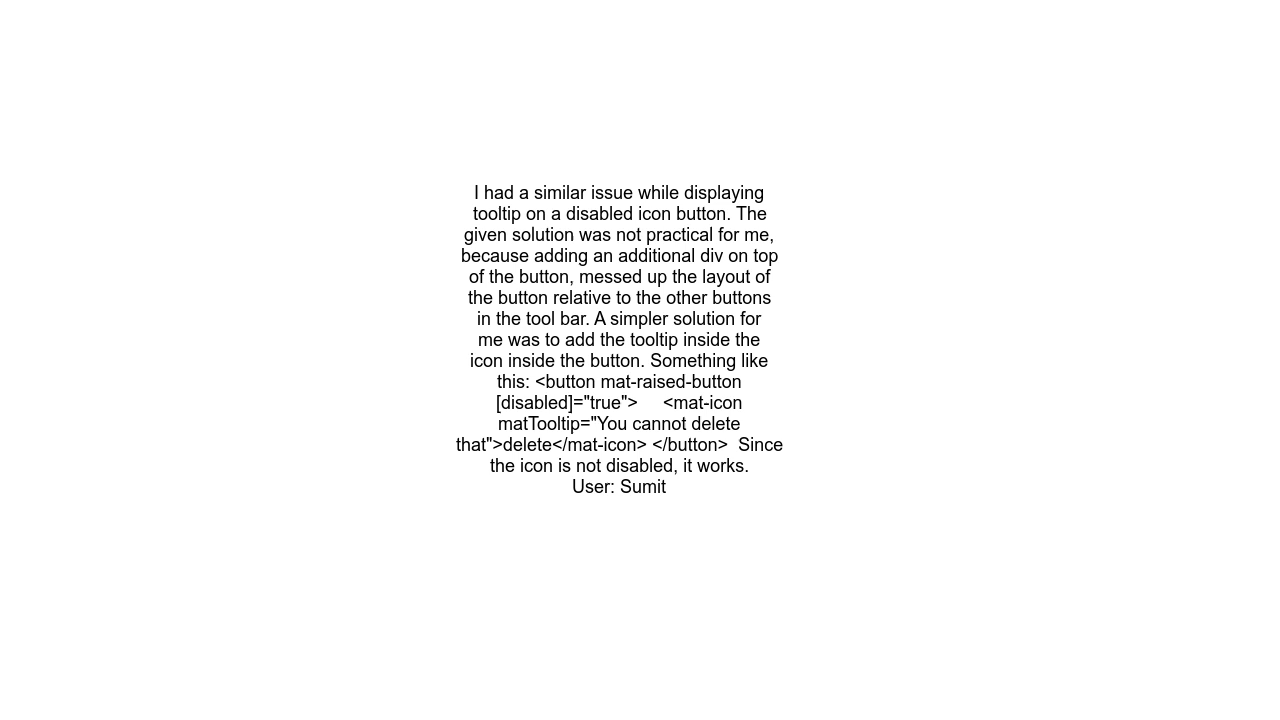 I had a similar issue while displaying
tooltip on a disabled icon button. The
given solution was not practical for me,
because adding an additional div on top
of the button, messed up the layout of
the button relative to the other buttons
in the tool bar. A simpler solution for
me was to add the tooltip inside the
icon inside the button. Something like
this: <button mat-raised-button
[disabled]="true">     <mat-icon
matTooltip="You cannot delete
that">delete</mat-icon> </button>  Since
the icon is not disabled, it works.
User: Sumit